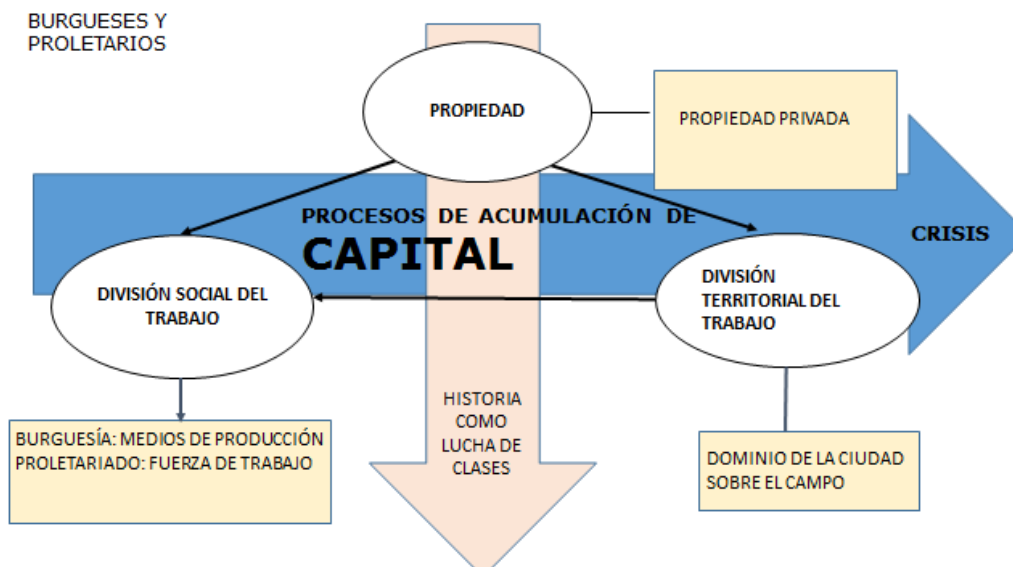 BURGUESES Y
PROLETARIOS
PROPIEDAD
PROPIEDAD PRIVADA
PROCESOS DE ACUMULACIÓN DE
CAPITAL
CRISIS
DIVISIÓN SOCIAL DEL
TRABAJO
DIVISIÓN
TERRITORIAL DEL
TRABAJO
HISTORIA
COMO
LUCHA DE
CLASES
BURGUESÍA: MEDIOS DE PRODUCCIÓN
PROLETARIADO: FUERZA DE TRABAJO
DOMINIO DE LA CIUDAD
SOBRE EL CAMPO